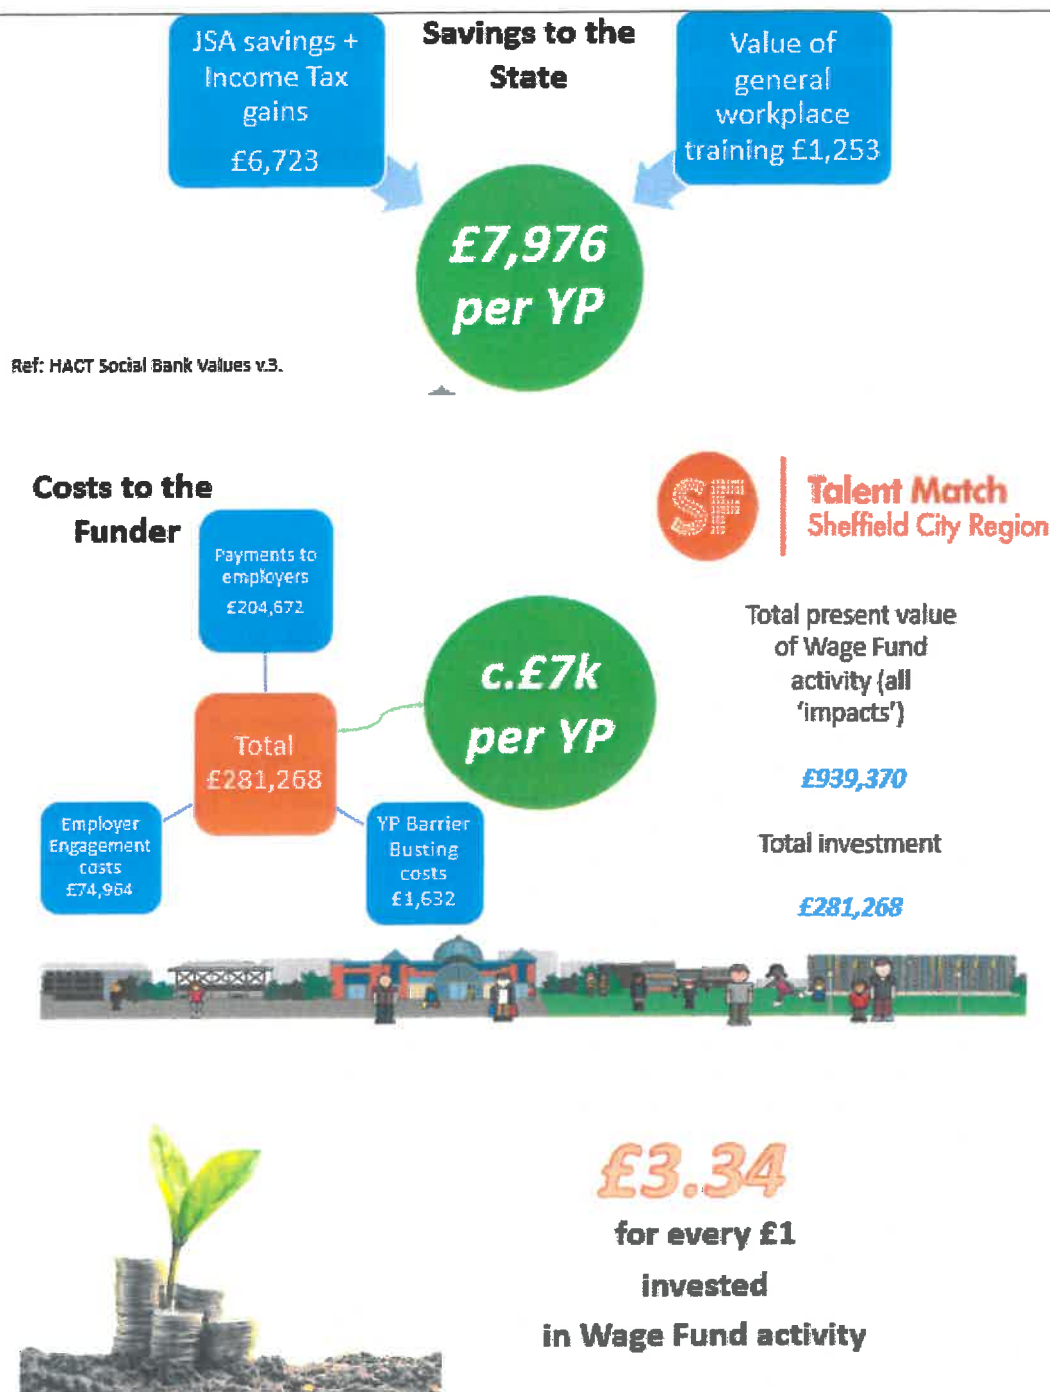 JSA savings +
Income Tax
gains
£6,723
Savings to the
State
Value of
general
workplace
training £1,253
£7,976
per YP
Ref: HACT Social Bank Values v.3.
Costs to the
Funder
Payments to
employers
£204,672
SF
Talent Match
Sheffield City Region
c.£7k
per YP
Total
£281,268
Employer
Engagement
costs
£74,964
YP Barrier
Busting
costs
£1,632
Total present value
of Wage Fund
activity (all
‘impacts’)
£939,370
Total investment
£281,268
£3.34
for every £1
invested
in Wage Fund activity